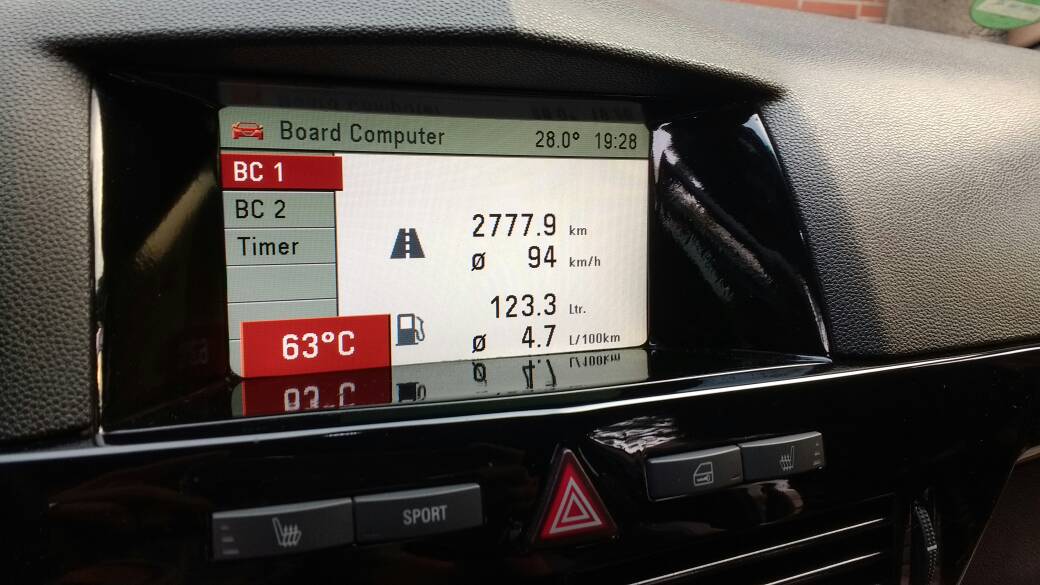 Board Computer 28.0° 19:28
BC 1
BC 2
Timer
2777.9 km
Ø 94 km/h
123.3 Ltr.
Ø 4.7 L/100km
63°C
SPORT